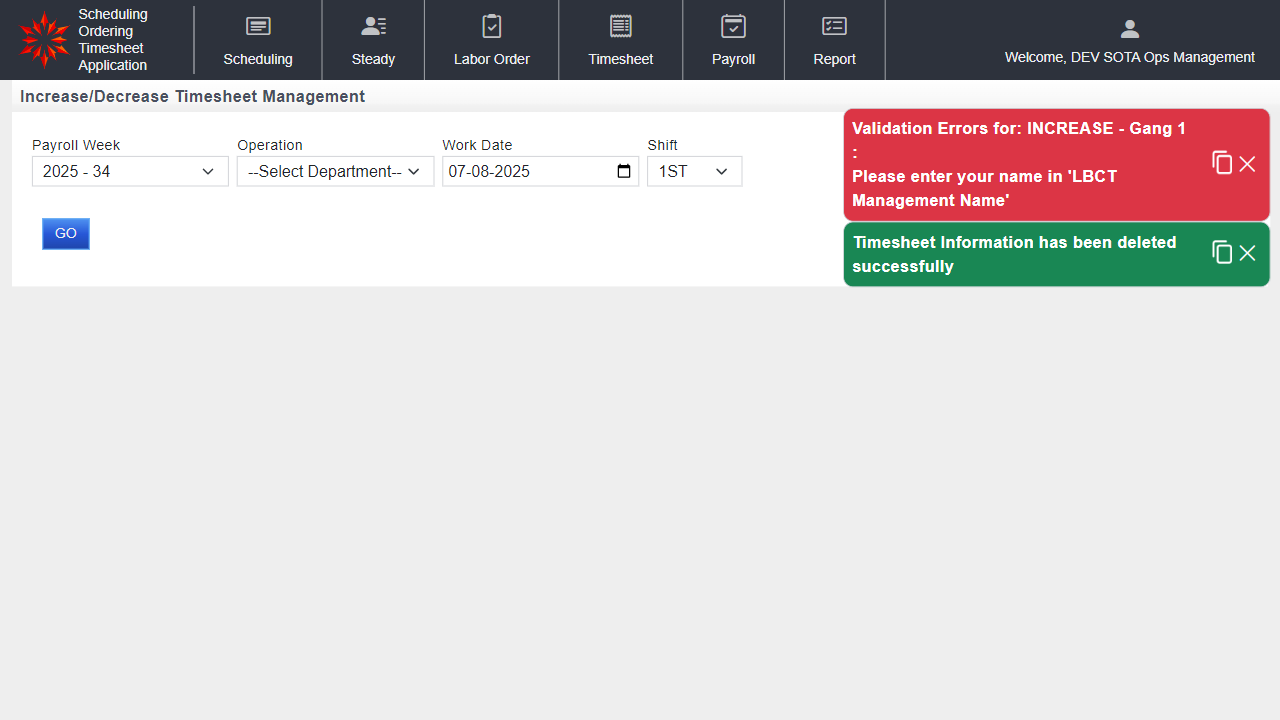 Scheduling
Ordering
Timesheet
Application
Scheduling
Steady
Labor Order
Timesheet
Payroll
Report
Welcome, DEV SOTA Ops Management
Increase/Decrease Timesheet Management
Payroll Week
Operation
Work Date
Shift
2025 - 34
--Select Department--
07-08-2025
1ST
GO
Validation Errors for: INCREASE - Gang 1
:
Please enter your name in 'LBCT
Management Name'
Timesheet Information has been deleted
successfully